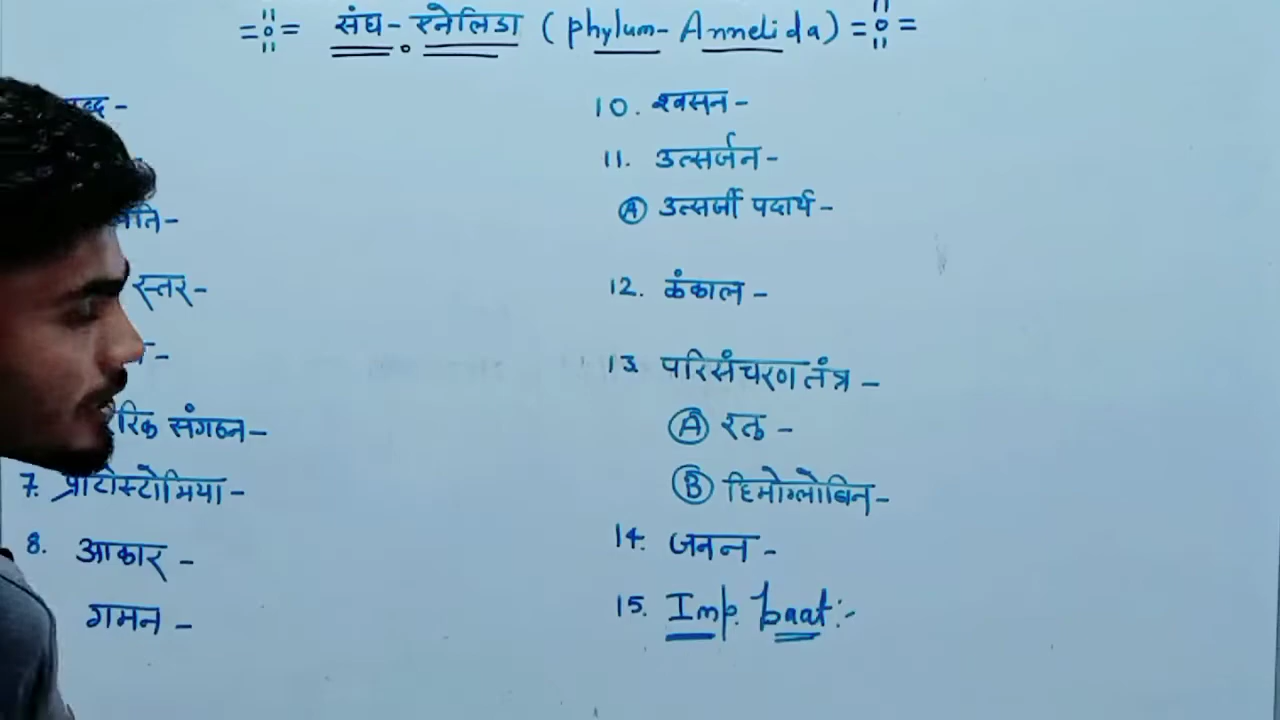 संघ - एनेलिडा (phylum - Annelida)
स्तर -
संगठन -
7. प्रोटोस्टोमिया -
8. आकार -
गमन -
10. श्वसन -
11. उत्सर्जन -
A उत्सर्जी पदार्थ -
12. कंकाल -
13. परिसंचरण तंत्र -
A रक्त -
B हिमोग्लोबिन -
14. जनन -
15. Imp. baat :-